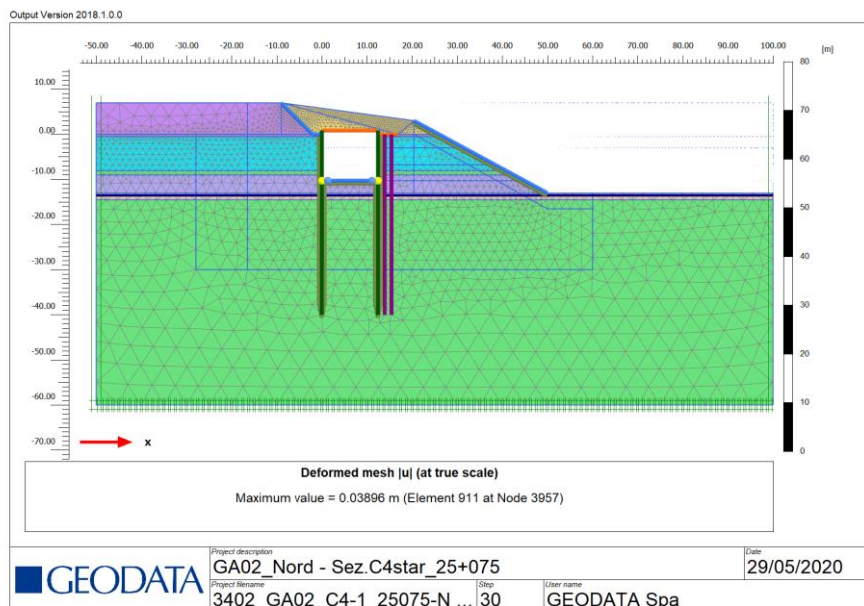 Output Version 2018.1.0.0
-50.00 -40.00 -30.00 -20.00 -10.00 0.00 10.00 20.00 30.00 40.00 50.00 60.00 70.00 80.00 90.00 100.00
[m]
80
10.00
70
0.00
-10.00
60
-20.00
50
-30.00
40
-40.00
30
-50.00
20
-60.00
10
-70.00
0
x
Deformed mesh |u| (at true scale)
Maximum value = 0.03896 m (Element 911 at Node 3957)
GEODATA
Project description
GA02_Nord - Sez.C4star_25+075
Date
29/05/2020
Project filename
3402_GA02_C4-1_25075-N ...
Step
30
User name
GEODATA Spa